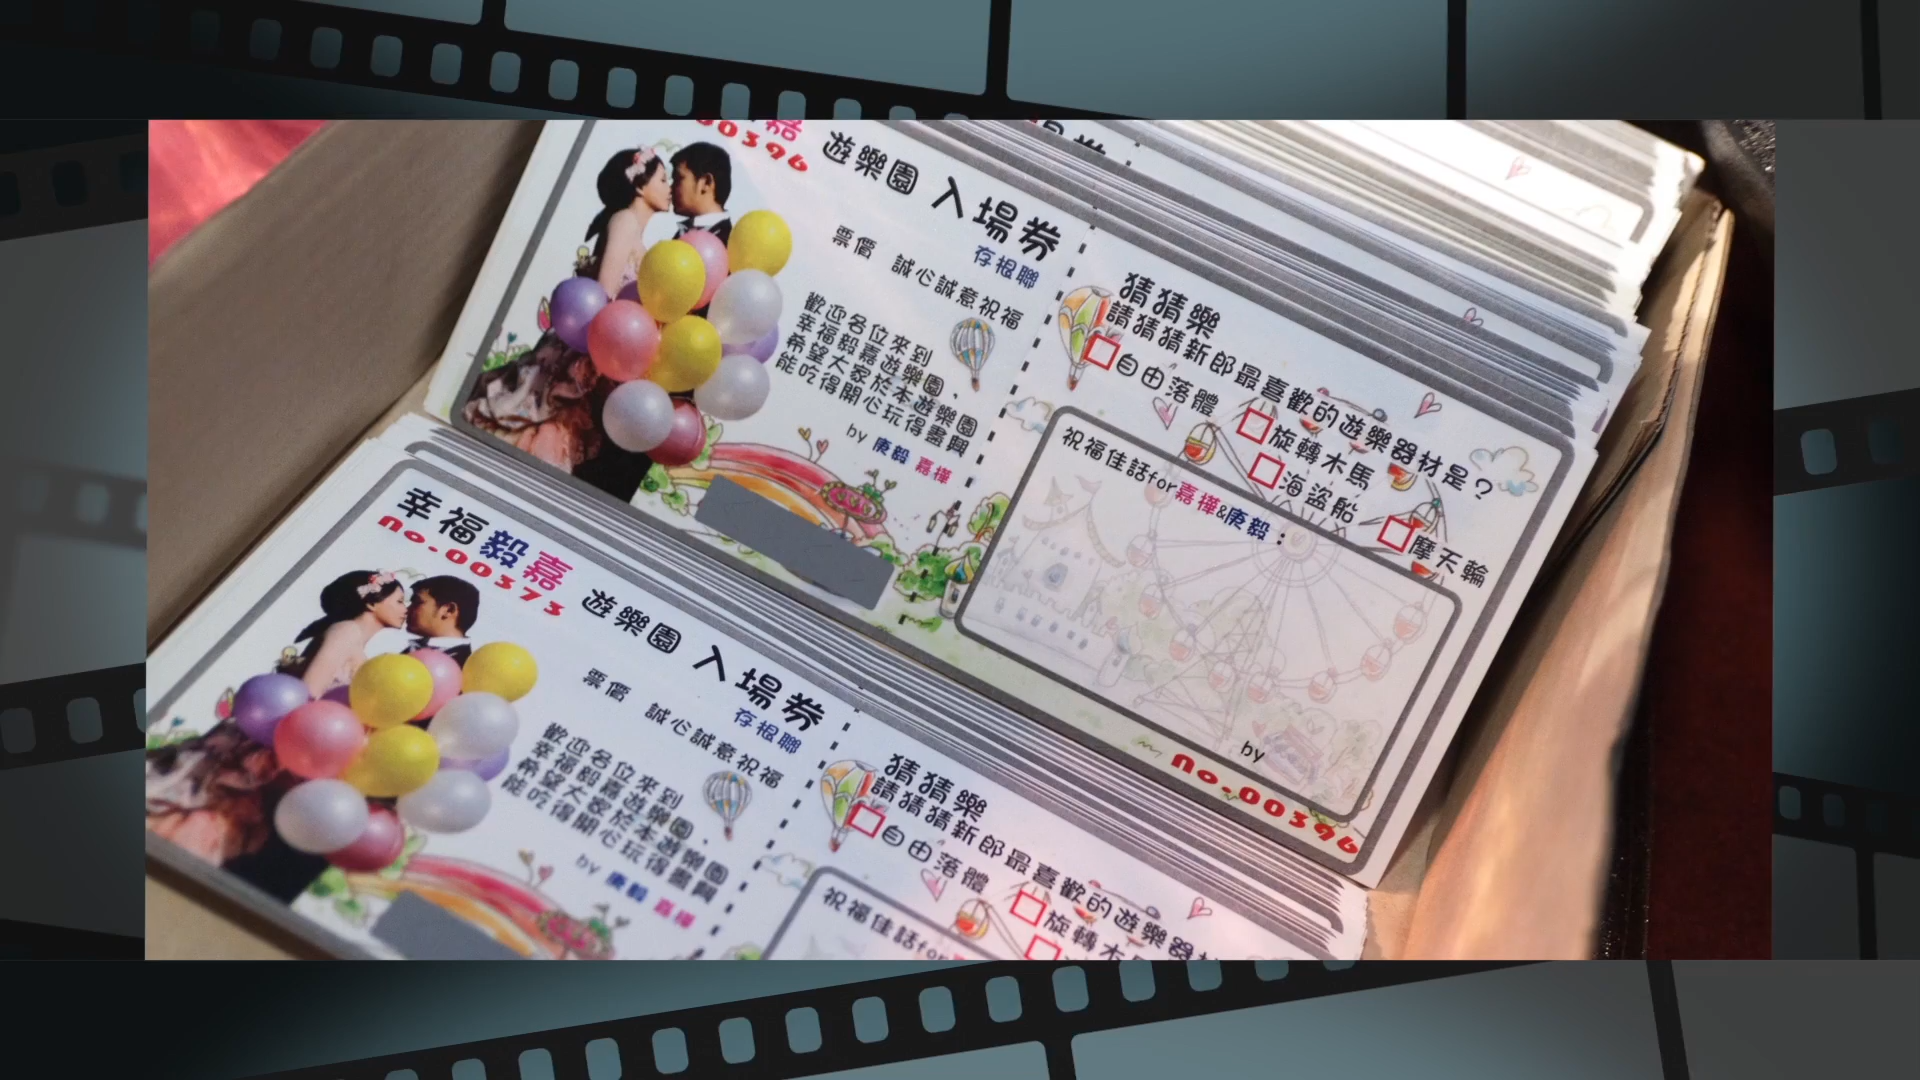 嘉
00396
遊樂園 入場券
存根聯
票價 誠心誠意祝福
歡迎各位來到
幸福毅嘉遊樂園、
希望大家於本遊樂園
能吃得開心玩得盡興
by 庚毅 嘉樺
猜猜樂
請猜猜新郎最喜歡的遊樂器材是?
自由落體
旋轉木馬
海盜船
摩天輪
祝福佳話for嘉樺&庚毅:
by
no-00396
幸福毅嘉
no-00373
遊樂園 入場券
存根聯
票價 誠心誠意祝福
歡迎各位來到
幸福毅嘉遊樂園、
希望大家於本遊樂園
能吃得開心玩得盡興
by 庚毅 嘉樺
猜猜樂
請猜猜新郎最喜歡的遊樂器材
自由落體
旋轉木馬
祝福佳話for